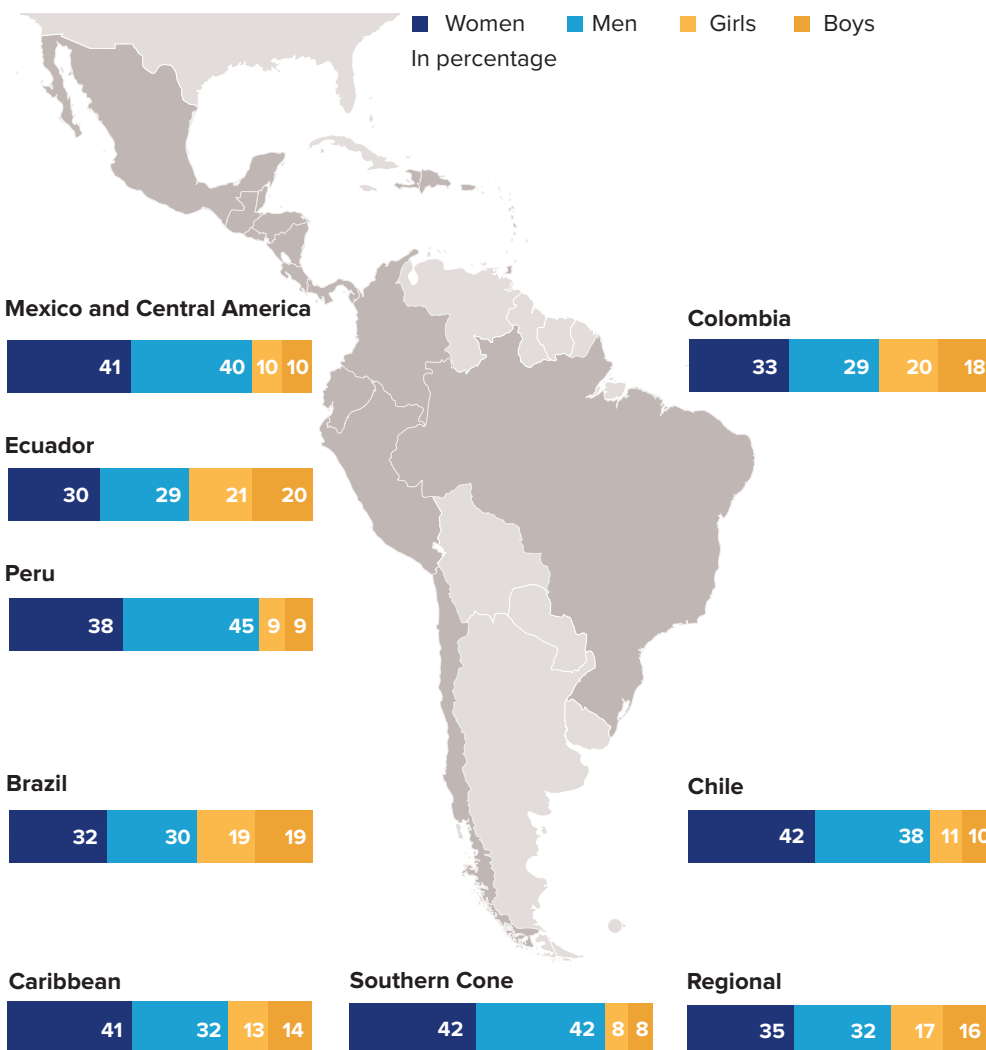 Women Men Girls Boys
In percentage
Mexico and Central America
41 40 10 10
Colombia
33 29 20 18
Ecuador
30 29 21 20
Peru
38 45 9 9
Brazil
32 30 19 19
Chile
42 38 11 10
Caribbean
41 32 13 14
Southern Cone
42 42 8 8
Regional
35 32 17 16